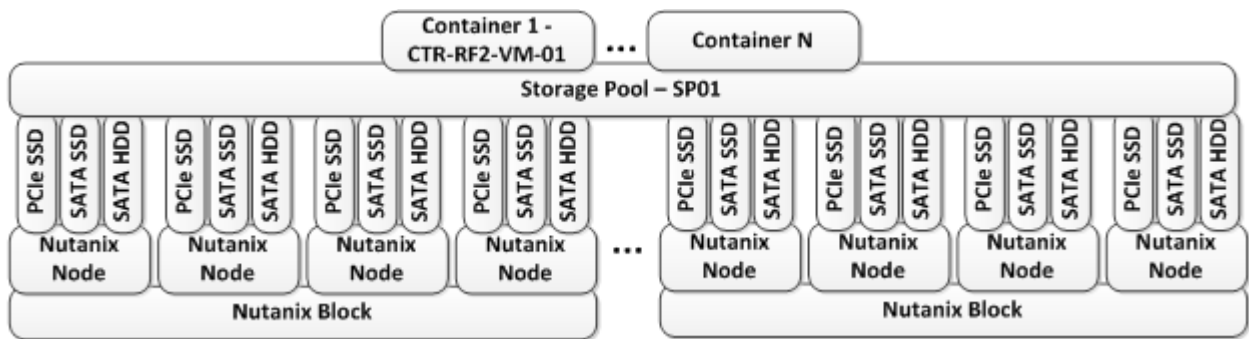 Container 1 -
CTR-RF2-VM-01
...
Container N
Storage Pool – SP01
PCIe SSD
SATA SSD
SATA HDD
PCIe SSD
SATA SSD
SATA HDD
PCIe SSD
SATA SSD
SATA HDD
PCIe SSD
SATA SSD
SATA HDD
PCIe SSD
SATA SSD
SATA HDD
PCIe SSD
SATA SSD
SATA HDD
PCIe SSD
SATA SSD
SATA HDD
PCIe SSD
SATA SSD
SATA HDD
Nutanix
Node
Nutanix
Node
Nutanix
Node
Nutanix
Node
...
Nutanix
Node
Nutanix
Node
Nutanix
Node
Nutanix
Node
Nutanix Block
Nutanix Block